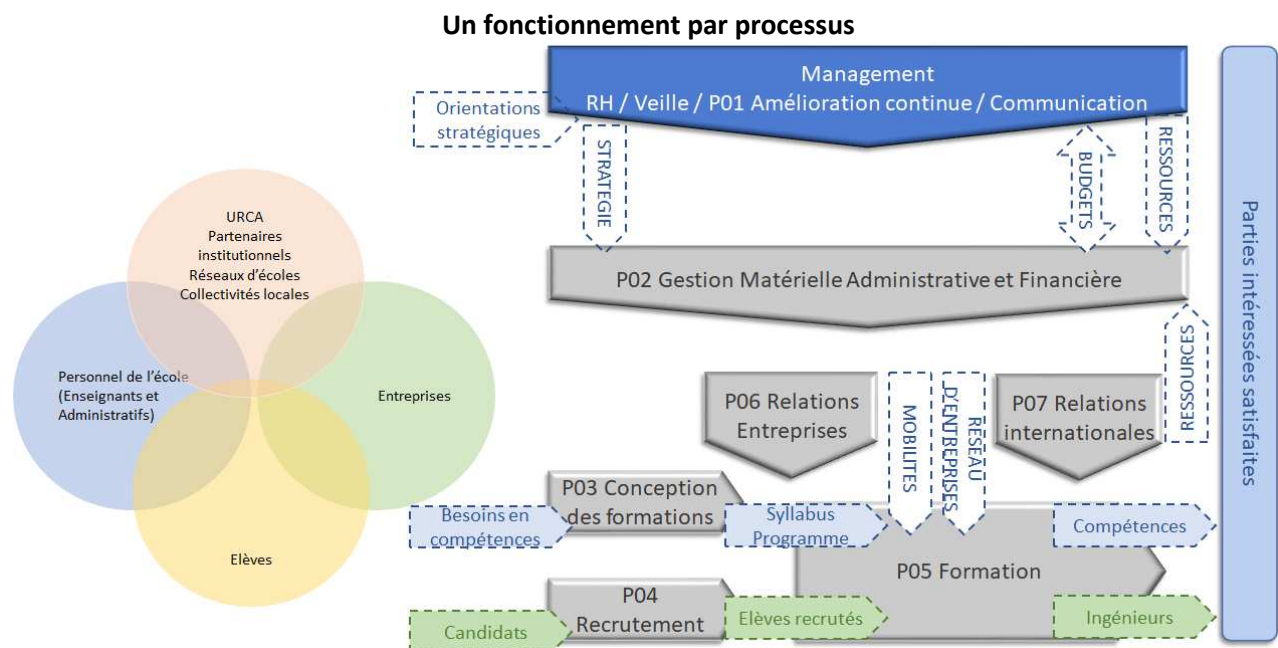 Un fonctionnement par processus
Management
RH / Veille / P01 Amélioration continue / Communication
Orientations
stratégiques
STRATEGIE
BUDGETS
RESSOURCES
Parties intéressées satisfaites
URCA
Partenaires
institutionnels
Réseaux d'écoles
Collectivités locales
P02 Gestion Matérielle Administrative et Financière
Personnel de l'école
(Enseignants et
Administratifs)
Entreprises
Elèves
P06 Relations
Entreprises
MOBILITES
RESEAU
D'ENTREPRISES
P07 Relations
internationales
RESSOURCES
P03 Conception
des formations
Besoins en
compétences
Syllabus
Programme
Compétences
P05 Formation
P04
Recrutement
Candidats
Elèves recrutés
Ingénieurs